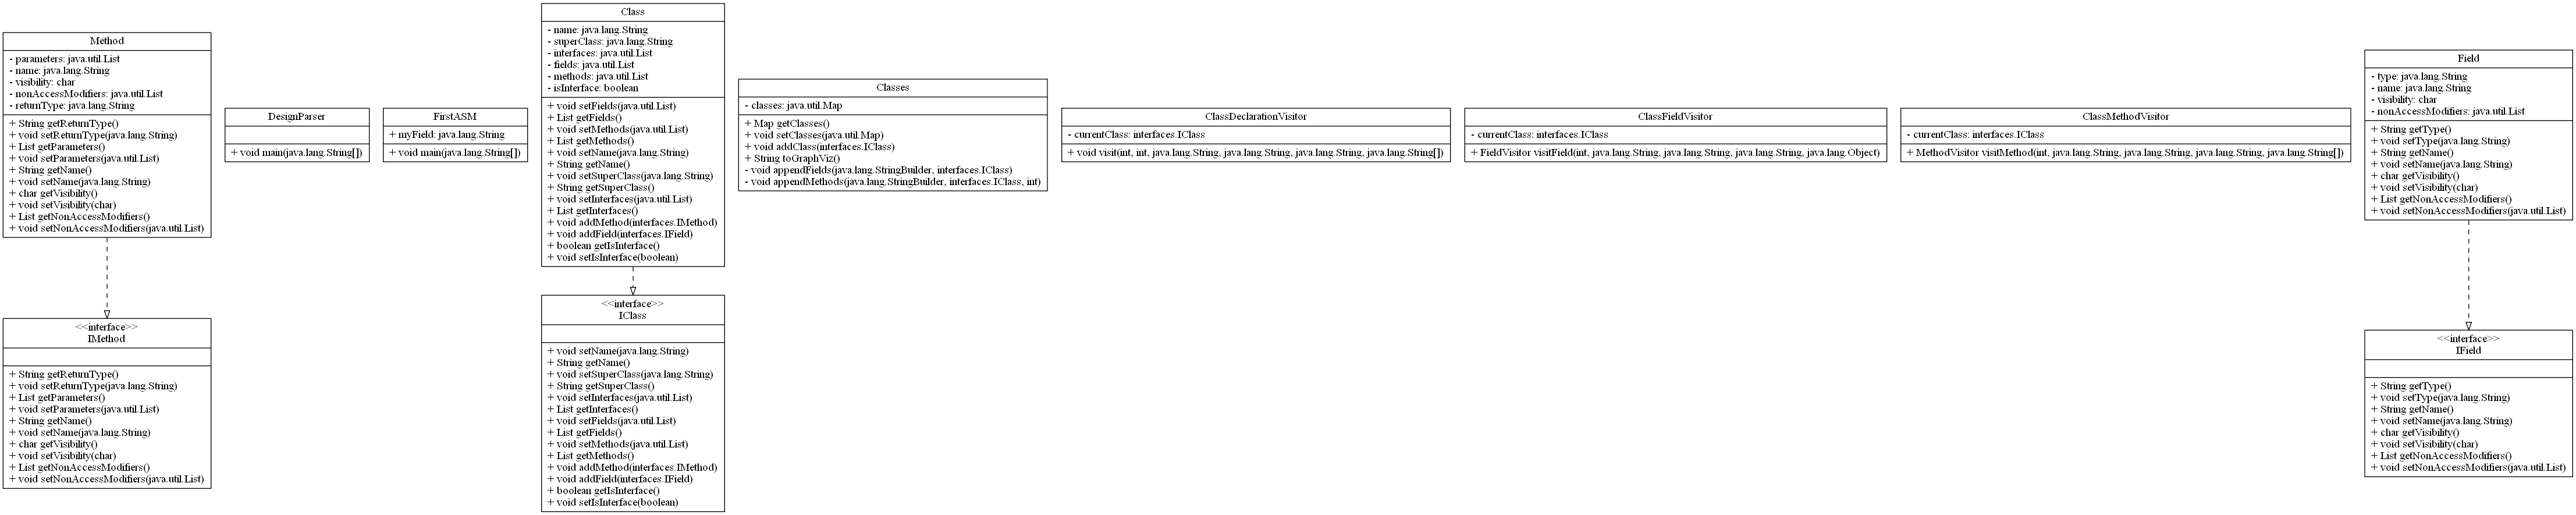 Method
- parameters: java.util.List
- name: java.lang.String
- visibility: char
- nonAccessModifiers: java.util.List
- returnType: java.lang.String
+ String getReturnType()
+ void setReturnType(java.lang.String)
+ List getParameters()
+ void setParameters(java.util.List)
+ String getName()
+ void setName(java.lang.String)
+ char getVisibility()
+ void setVisibility(char)
+ List getNonAccessModifiers()
+ void setNonAccessModifiers(java.util.List)
<<interface>>
IMethod
+ String getReturnType()
+ void setReturnType(java.lang.String)
+ List getParameters()
+ void setParameters(java.util.List)
+ String getName()
+ void setName(java.lang.String)
+ char getVisibility()
+ void setVisibility(char)
+ List getNonAccessModifiers()
+ void setNonAccessModifiers(java.util.List)
DesignParser
+ void main(java.lang.String[])
FirstASM
+ myField: java.lang.String
+ void main(java.lang.String[])
Class
- name: java.lang.String
- superClass: java.lang.String
- interfaces: java.util.List
- fields: java.util.List
- methods: java.util.List
- isInterface: boolean
+ void setFields(java.util.List)
+ List getFields()
+ void setMethods(java.util.List)
+ List getMethods()
+ void setName(java.lang.String)
+ String getName()
+ void setSuperClass(java.lang.String)
+ String getSuperClass()
+ void setInterfaces(java.util.List)
+ List getInterfaces()
+ void addMethod(interfaces.IMethod)
+ void addField(interfaces.IField)
+ boolean getIsInterface()
+ void setIsInterface(boolean)
<<interface>>
IClass
+ void setName(java.lang.String)
+ String getName()
+ void setSuperClass(java.lang.String)
+ String getSuperClass()
+ void setInterfaces(java.util.List)
+ List getInterfaces()
+ void setFields(java.util.List)
+ List getFields()
+ void setMethods(java.util.List)
+ List getMethods()
+ void addMethod(interfaces.IMethod)
+ void addField(interfaces.IField)
+ boolean getIsInterface()
+ void setIsInterface(boolean)
Classes
- classes: java.util.Map
+ Map getClasses()
+ void setClasses(java.util.Map)
+ void addClass(interfaces.IClass)
+ String toGraphViz()
- void appendFields(java.lang.StringBuilder, interfaces.IClass)
- void appendMethods(java.lang.StringBuilder, interfaces.IClass, int)
ClassDeclarationVisitor
- currentClass: interfaces.IClass
+ void visit(int, int, java.lang.String, java.lang.String, java.lang.String, java.lang.String[])
ClassFieldVisitor
- currentClass: interfaces.IClass
+ FieldVisitor visitField(int, java.lang.String, java.lang.String, java.lang.String, java.lang.Object)
ClassMethodVisitor
- currentClass: interfaces.IClass
+ MethodVisitor visitMethod(int, java.lang.String, java.lang.String, java.lang.String, java.lang.String[])
Field
- type: java.lang.String
- name: java.lang.String
- visibility: char
- nonAccessModifiers: java.util.List
+ String getType()
+ void setType(java.lang.String)
+ String getName()
+ void setName(java.lang.String)
+ char getVisibility()
+ void setVisibility(char)
+ List getNonAccessModifiers()
+ void setNonAccessModifiers(java.util.List)
<<interface>>
IField
+ String getType()
+ void setType(java.lang.String)
+ String getName()
+ void setName(java.lang.String)
+ char getVisibility()
+ void setVisibility(char)
+ List getNonAccessModifiers()
+ void setNonAccessModifiers(java.util.List)